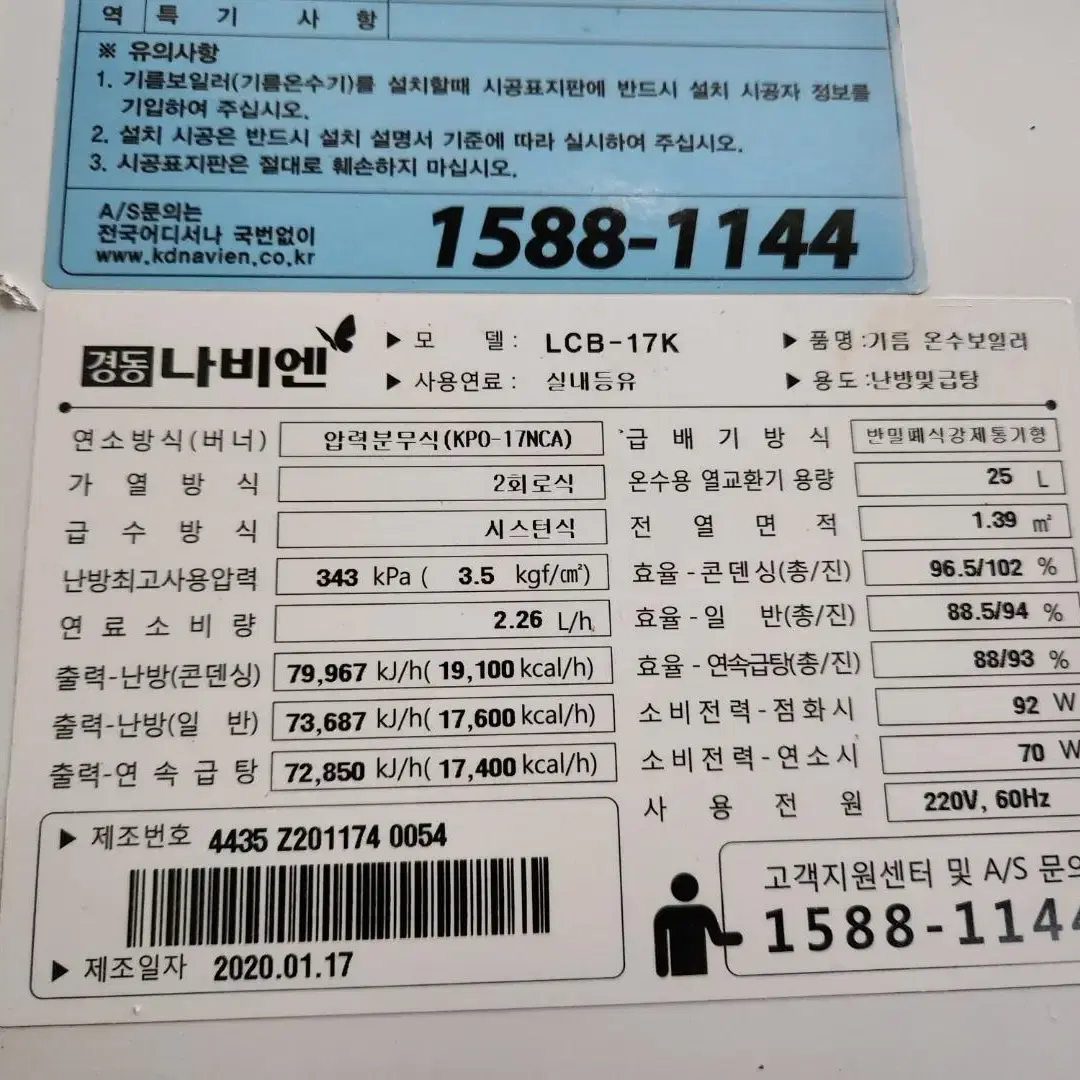 역 특 기 사 항
※ 유의사항
1. 기름보일러(기름온수기)를 설치할때 시공표지판에 반드시 설치 시공자 정보를
기입하여 주십시오.
2. 설치 시공은 반드시 설치 설명서 기준에 따라 실시하여 주십시오.
3. 시공표지판은 절대로 훼손하지 마십시오.
A/S문의는
전국어디서나 국번없이
www.kdnavien.co.kr
1588-1144
경동나비엔
▶ 모 델 : LCB-17K
▶ 품명 :기름 온수보일러
▶ 사용연료 : 실내등유
▶ 용도 :난방및급탕
연소방식(버너) 압력분무식(KPO-17NCA)
급 배 기 방 식 반밀폐식강제통기형
가 열 방 식 2회로식
온수용 열교환기 용량 25 L
급 수 방 식 시스턴식
전 열 면 적 1.39 ㎡
난방최고사용압력 343 kPa ( 3.5 kgf/㎠)
효율-콘덴싱(총/진) 96.5/102 %
연 료 소 비 량 2.26 L/h
효율-일 반(총/진) 88.5/94 %
출력-난방(콘덴싱) 79,967 kJ/h( 19,100 kcal/h)
효율-연속급탕(총/진) 88/93 %
출력-난방(일 반) 73,687 kJ/h( 17,600 kcal/h)
소비전력-점화시 92 W
출력-연 속 급 탕 72,850 kJ/h( 17,400 kcal/h)
소비전력-연소시 70 W
사 용 전 원 220V, 60Hz
▶ 제조번호 4435 Z201174 0054
▶ 제조일자 2020.01.17
고객지원센터 및 A/S 문의
1588-1144